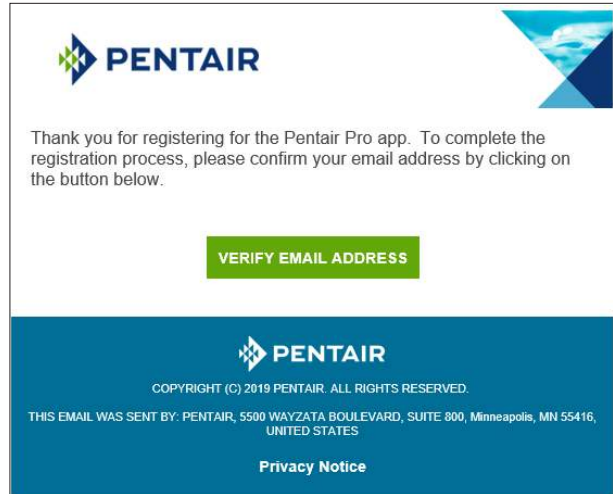 PENTAIR
Thank you for registering for the Pentair Pro app. To complete the
registration process, please confirm your email address by clicking on
the button below.
VERIFY EMAIL ADDRESS
PENTAIR
COPYRIGHT (C) 2019 PENTAIR. ALL RIGHTS RESERVED.
THIS EMAIL WAS SENT BY: PENTAIR, 5500 WAYZATA BOULEVARD, SUITE 800, Minneapolis, MN 55416,
UNITED STATES
Privacy Notice